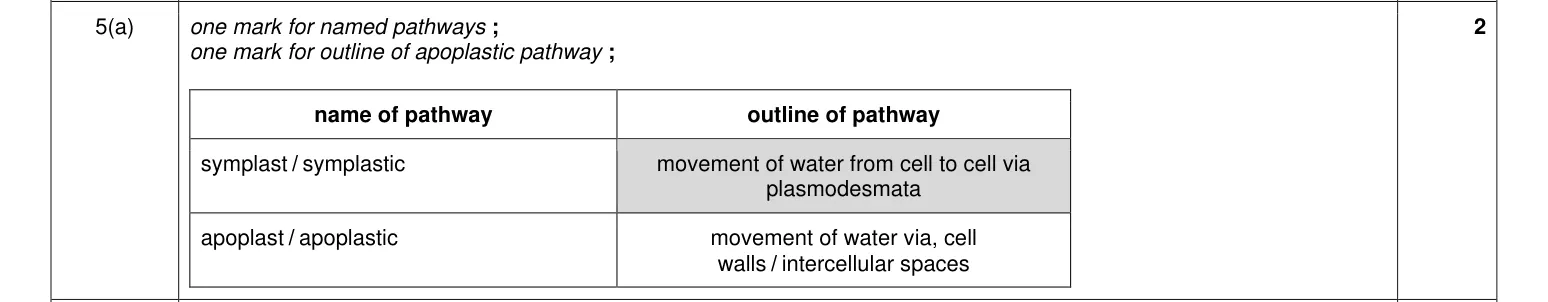 5(a)
one mark for named pathways ;
2
one mark for outline of apoplastic pathway ;
name of pathway
outline of pathway
symplast / symplastic
movement of water from cell to cell via
plasmodesmata
apoplast / apoplastic
movement of water via, cell
walls / intercellular spaces